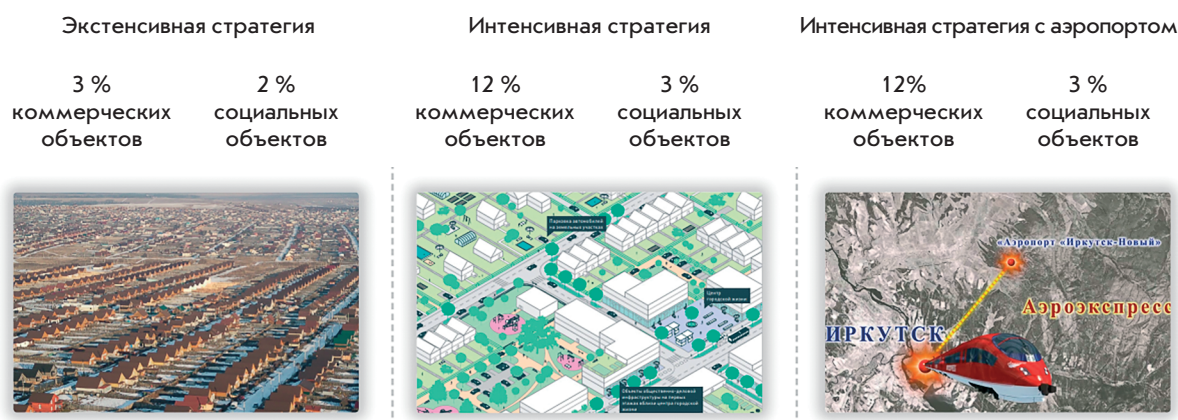 Экстенсивная стратегия
3 %
коммерческих
объектов
2 %
социальных
объектов
Интенсивная стратегия
12 %
коммерческих
объектов
3 %
социальных
объектов
Парковка автомобилей
на земельных участках
Центр
городской жизни
Объекты общественно-деловой
инфраструктуры на первых
этажах вблизи центра городской
жизни
Интенсивная стратегия с аэропортом
12%
коммерческих
объектов
3 %
социальных
объектов
«Аэропорт «Иркутск-Новый»
Аэроэкспресс
ИРКУТСК